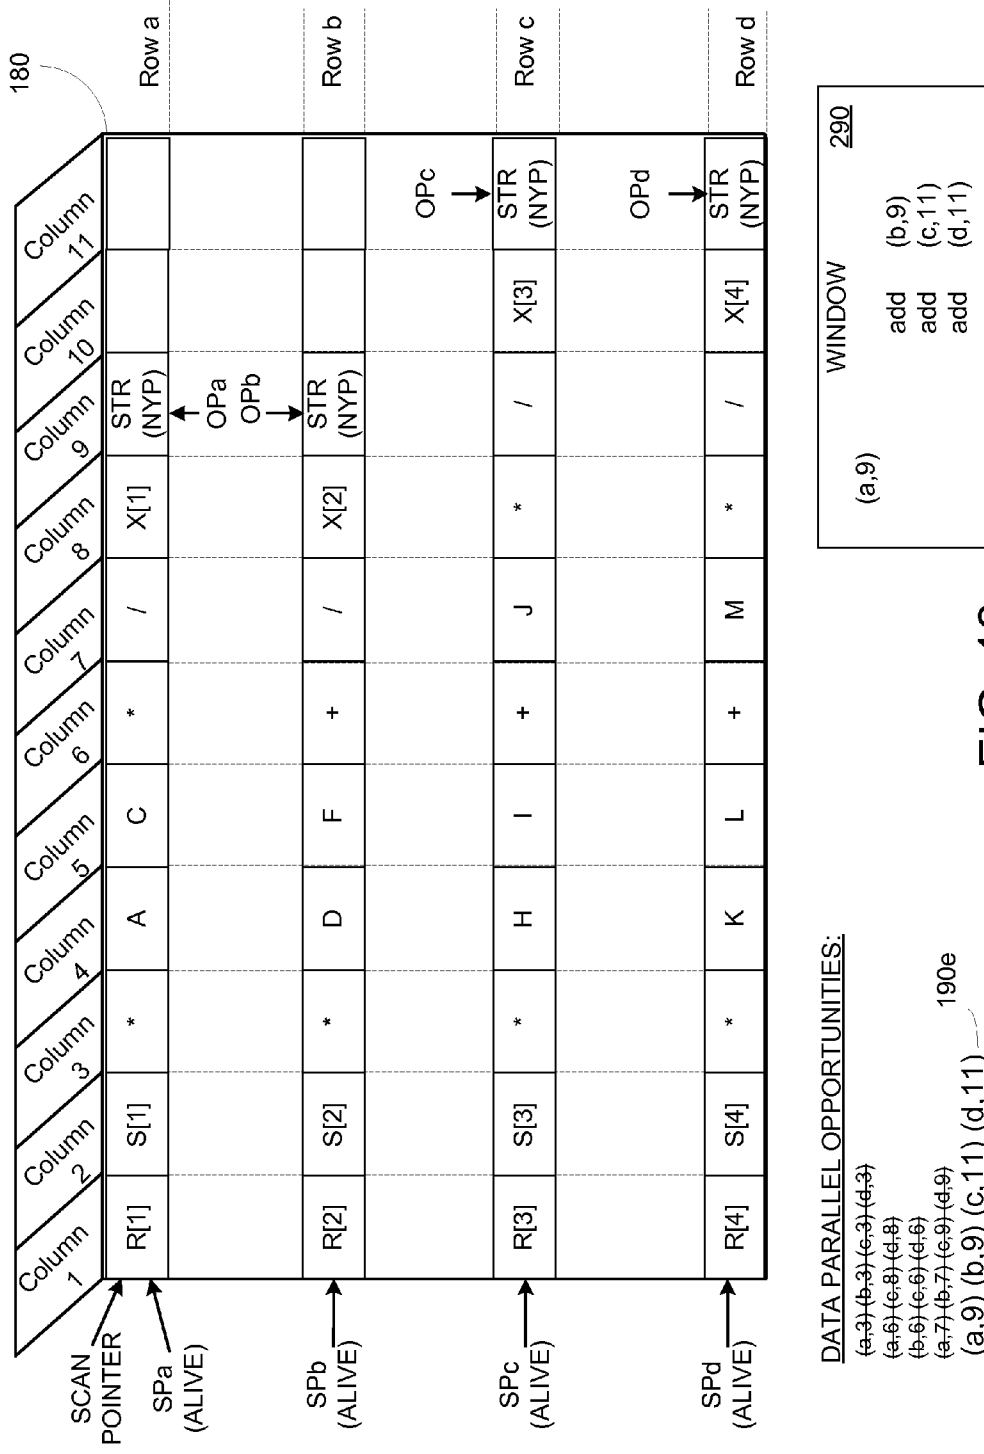 180
Column 1
Column 2
Column 3
Column 4
Column 5
Column 6
Column 7
Column 8
Column 9
Column 10
Column 11
SCAN POINTER
SPa (ALIVE)
R[1] S[1] * A C * / X[1] STR (NYP)
Row a
OPa
OPb
SPb (ALIVE)
R[2] S[2] * D F + / X[2] STR (NYP)
Row b
OPc
SPc (ALIVE)
R[3] S[3] * H I + J * / X[3] STR (NYP)
Row c
OPd
SPd (ALIVE)
R[4] S[4] * K L + M * / X[4] STR (NYP)
Row d
DATA PARALLEL OPPORTUNITIES:
(a,3) (b,3) (c,3) (d,3)
(a,6) (c,8) (d,8)
(b,6) (c,6) (d,6)
(a,7) (b,7) (c,9) (d,9)
(a,9) (b,9) (c,11) (d,11)
190e
WINDOW 290
(a,9)
add (b,9)
add (c,11)
add (d,11)